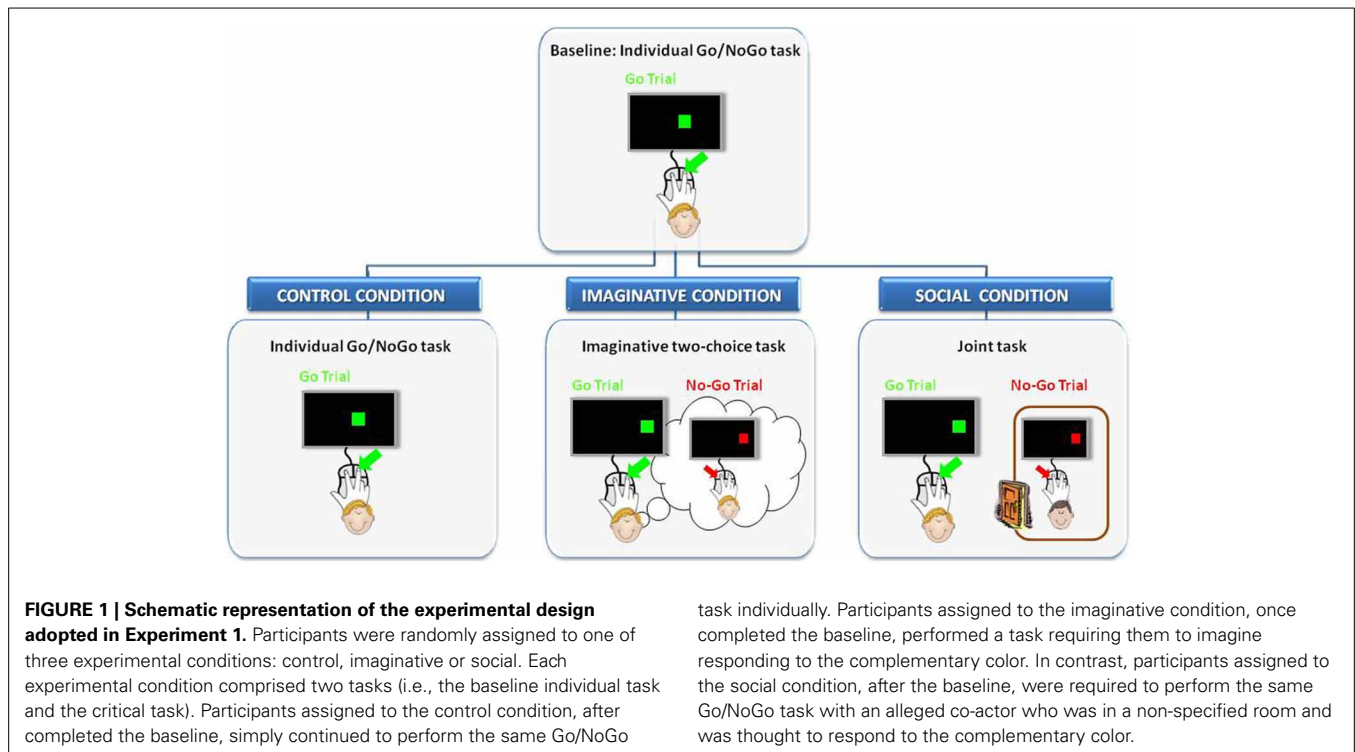 Baseline: Individual Go/NoGo task
Go Trial
CONTROL CONDITION
IMAGINATIVE CONDITION
SOCIAL CONDITION
Individual Go/NoGo task
Go Trial
Imaginative two-choice task
Go Trial
No-Go Trial
Joint task
Go Trial
No-Go Trial
FIGURE 1 | Schematic representation of the experimental design
adopted in Experiment 1. Participants were randomly assigned to one of
three experimental conditions: control, imaginative or social. Each
experimental condition comprised two tasks (i.e., the baseline individual task
and the critical task). Participants assigned to the control condition, after
completed the baseline, simply continued to perform the same Go/NoGo
task individually. Participants assigned to the imaginative condition, once
completed the baseline, performed a task requiring them to imagine
responding to the complementary color. In contrast, participants assigned to
the social condition, after the baseline, were required to perform the same
Go/NoGo task with an alleged co-actor who was in a non-specified room and
was thought to respond to the complementary color.